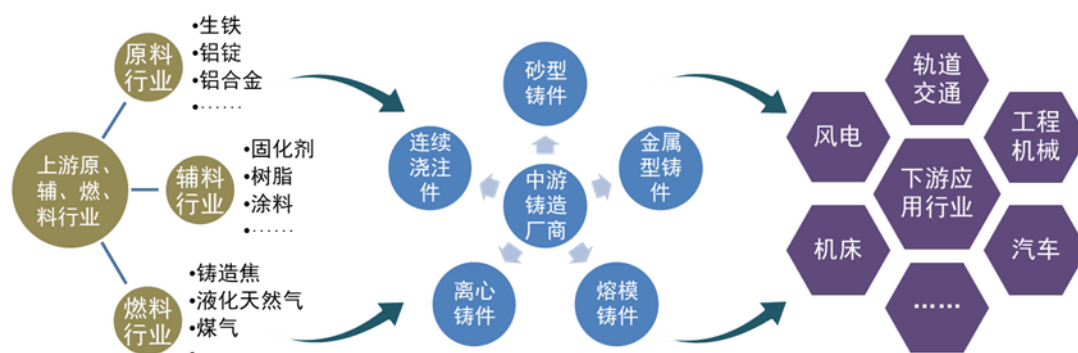 上游原、
辅、燃、
料行业
原料
行业
•生铁
•铝锭
•铝合金
•……
辅料
行业
•固化剂
•树脂
•涂料
……
燃料
行业
•铸造焦
•液化天然气
•煤气
砂型
铸件
连续
浇注
件
金属
型铸
件
中游
铸造
厂商
离心
铸件
熔模
铸件
轨道
交通
风电
工程
机械
下游应
用行业
机床
汽车
……